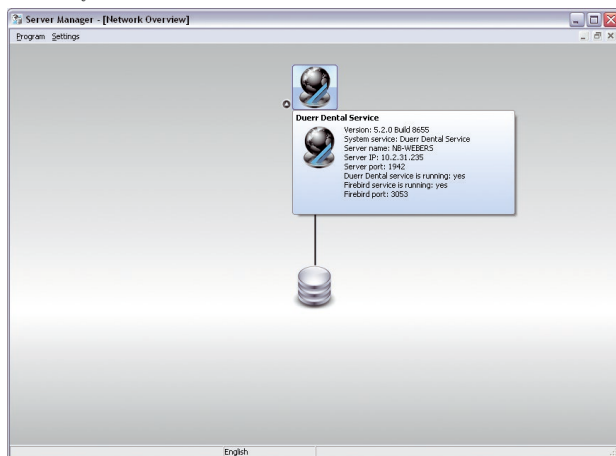 Server Manager - [Network Overview]
Program Settings
Duerr Dental Service
Version: 5.2.0 Build 8655
System service: Duerr Dental Service
Server name: NB-WEBERS
Server IP: 10.2.31.235
Server port: 1942
Duerr Dental service is running: yes
Firebird service is running: yes
Firebird port: 3053
English